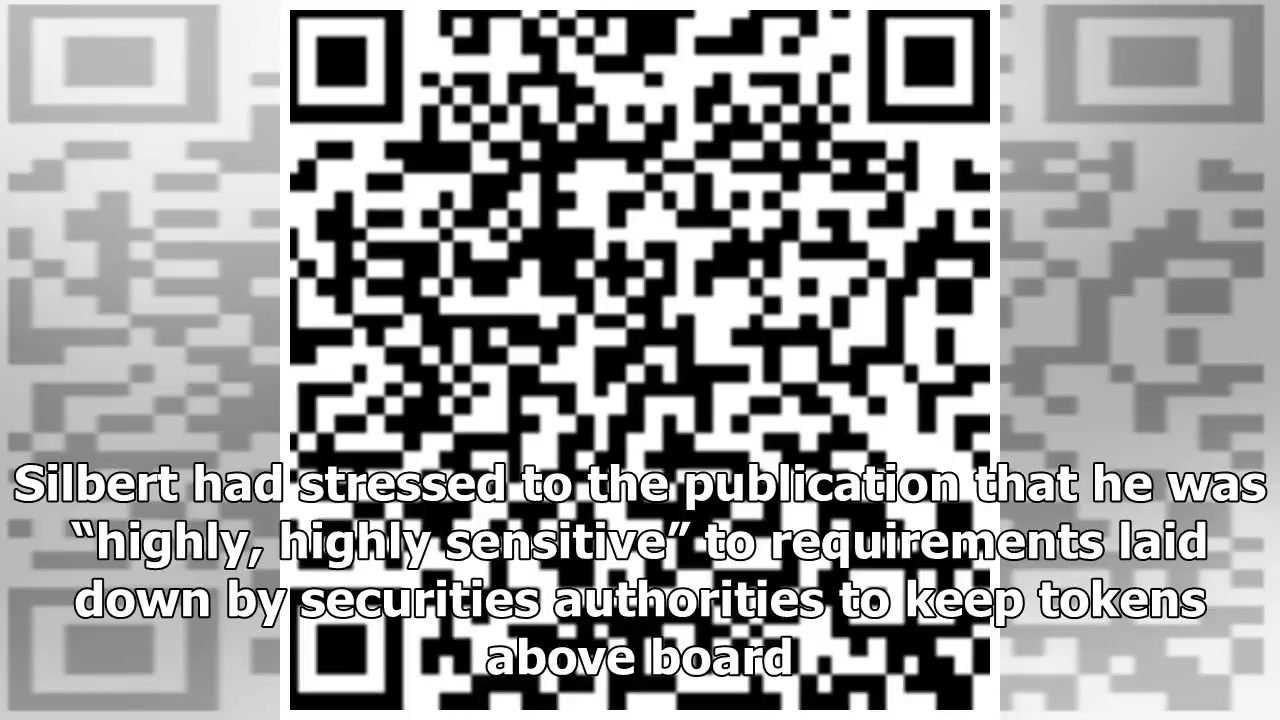 Silbert had stressed to the publication that he was
“highly, highly sensitive” to requirements laid
down by securities authorities to keep tokens
above board